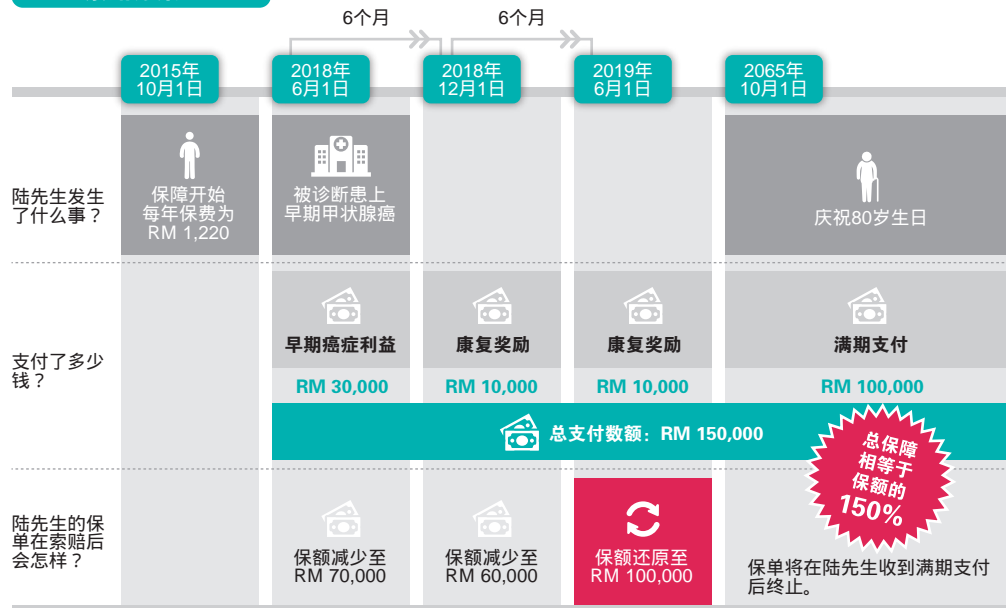 6个月
6个月
2015年
10月1日
2018年
6月1日
2018年
12月1日
2019年
6月1日
2065年
10月1日
陆先生发生
了什么事？
保障开始
每年保费为
RM 1,220
被诊断患上
早期甲状腺癌
庆祝80岁生日
支付了多少
钱？
早期癌症利益
RM 30,000
康复奖励
RM 10,000
康复奖励
RM 10,000
满期支付
RM 100,000
总支付数额：RM 150,000
总保障
相等于
保额的
150%
陆先生的保
单在索赔后
会怎样？
保额减少至
RM 70,000
保额减少至
RM 60,000
保额还原至
RM 100,000
保单将在陆先生收到满期支付
后终止。